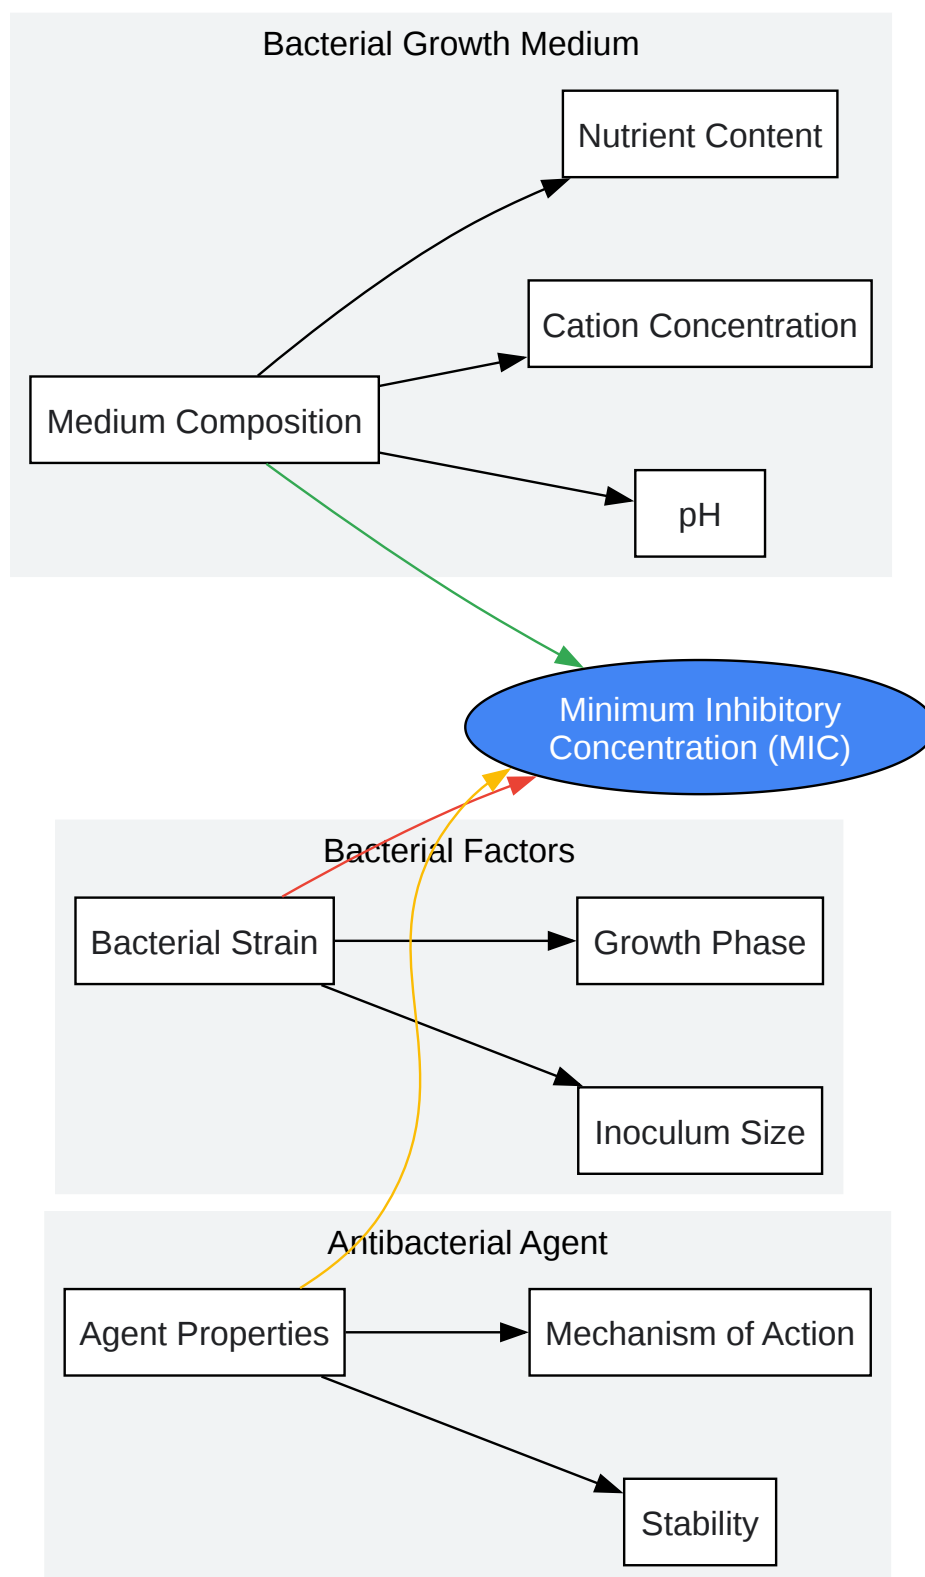 Bacterial Growth Medium
Nutrient Content
Cation Concentration
Medium Composition
pH
Minimum Inhibitory
Concentration (MIC)
Bacterial Factors
Bacterial Strain
Growth Phase
Inoculum Size
Antibacterial Agent
Agent Properties
Mechanism of Action
Stability